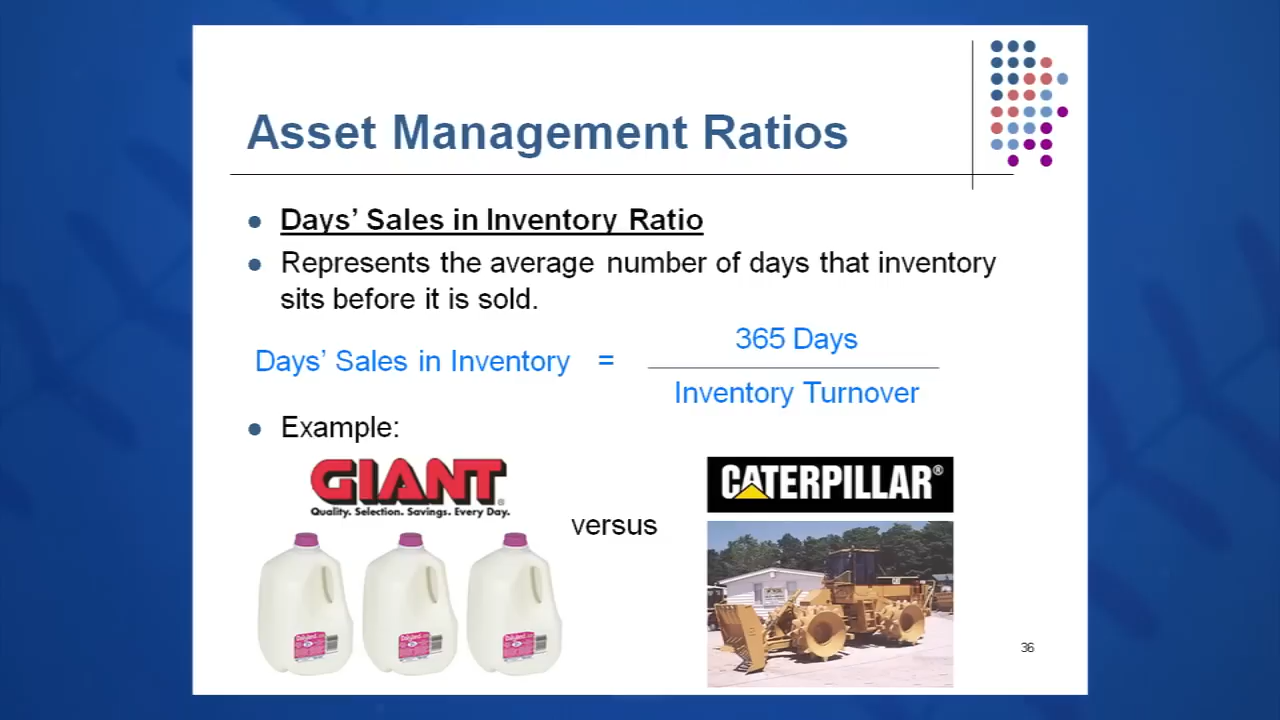 Asset Management Ratios
Days’ Sales in Inventory Ratio
Represents the average number of days that inventory
sits before it is sold.
Days’ Sales in Inventory = 365 Days
Inventory Turnover
Example:
GIANT®
Quality. Selection. Savings. Every Day.
versus
CATERPILLAR®
36